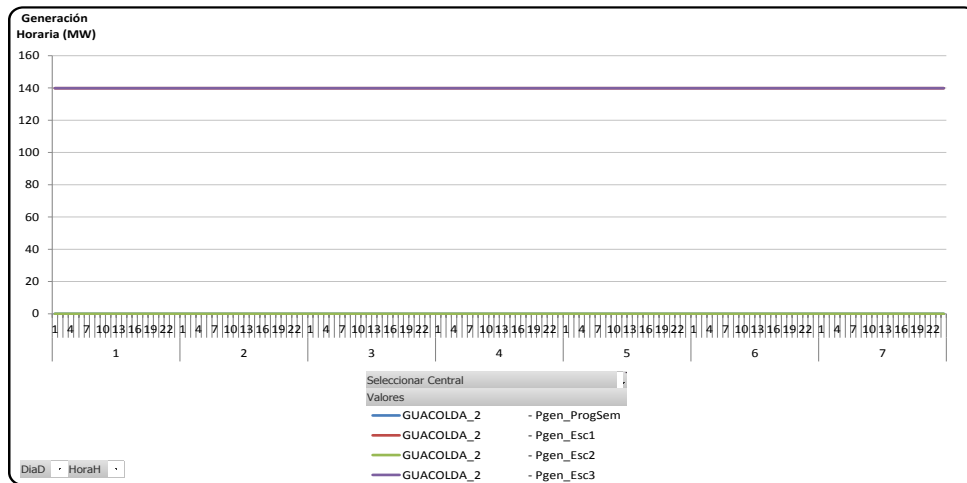 Generación
Horaria (MW)
160
140
120
100
80
60
40
20
0
1 4 7 10 13 16 19 22 1 4 7 10 13 16 19 22 1 4 7 10 13 16 19 22 1 4 7 10 13 16 19 22 1 4 7 10 13 16 19 22 1 4 7 10 13 16 19 22 1 4 7 10 13 16 19 22
1 2 3 4 5 6 7
Seleccionar Central
Valores
GUACOLDA_2 - Pgen_ProgSem
GUACOLDA_2 - Pgen_Esc1
GUACOLDA_2 - Pgen_Esc2
GUACOLDA_2 - Pgen_Esc3
DiaD HoraH